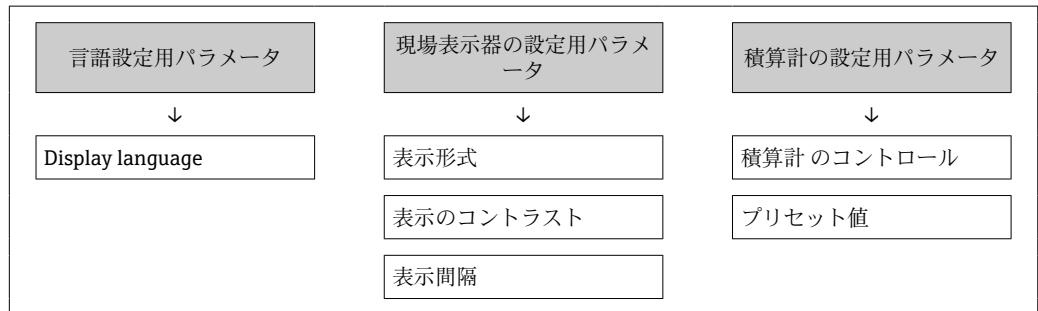 言語設定用パラメータ
↓
Display language
現場表示器の設定用パラメ
ータ
↓
表示形式
表示のコントラスト
表示間隔
積算計の設定用パラメータ
↓
積算計 のコントロール
プリセット値